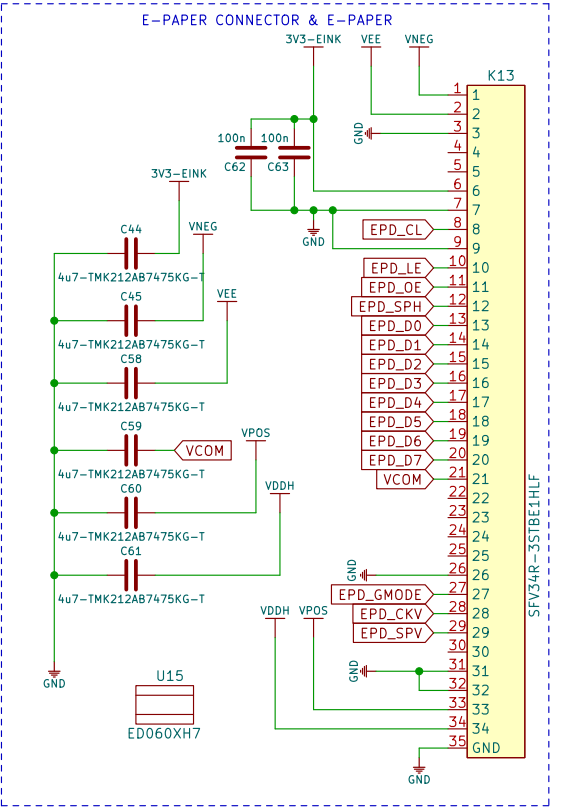 E-PAPER CONNECTOR & E-PAPER
3V3-EINK
VEE
VNEG
K13
1 1
2 2
GND 3 3
4 4
5 5
6 6
7 7
100n
100n
C62
C63
GND
EPD_CL 8 8
9 9
EPD_LE 10 10
EPD_OE 11 11
EPD_SPH 12 12
EPD_D0 13 13
EPD_D1 14 14
EPD_D2 15 15
EPD_D3 16 16
EPD_D4 17 17
EPD_D5 18 18
EPD_D6 19 19
EPD_D7 20 20
VCOM 21 21
22 22
23 23
24 24
25 25
GND 26 26
EPD_GMODE 27 27
EPD_CKV 28 28
EPD_SPV 29 29
30 30
GND 31 31
32 32
33 33
34 34
35 GND
GND
SFV34R-3STBE1HLF
VDDH
VPOS
3V3-EINK
C44
4u7-TMK212AB7475KG-T
VNEG
C45
4u7-TMK212AB7475KG-T
VEE
C58
4u7-TMK212AB7475KG-T
C59
VCOM
4u7-TMK212AB7475KG-T
VPOS
C60
4u7-TMK212AB7475KG-T
VDDH
C61
4u7-TMK212AB7475KG-T
GND
U15
ED060XH7